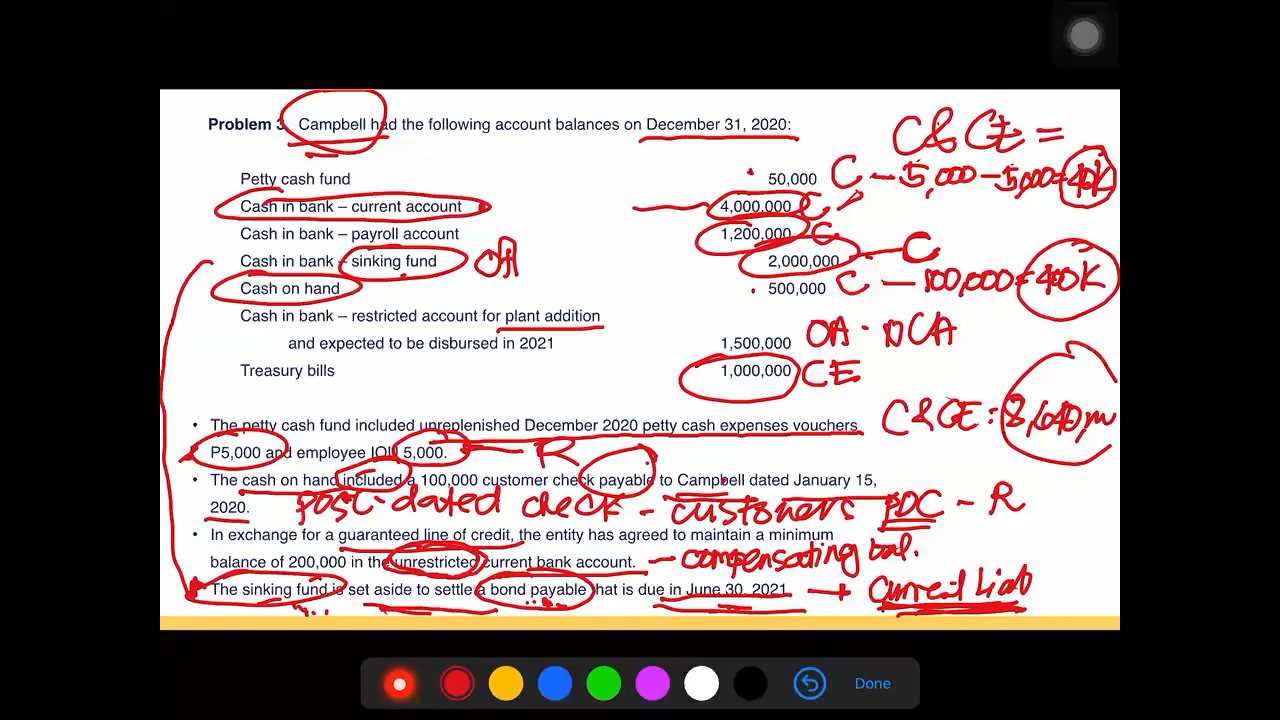 Problem 3 Campbell had the following account balances on December 31, 2020: C & CE =
Petty cash fund 50,000 C - 5,000 - 5,000 = 40K
Cash in bank – current account 4,000,000 C
Cash in bank – payroll account 1,200,000 C
Cash in bank – sinking fund 2,000,000 C
Cash on hand 500,000 C - 100,000 = 400K
Cash in bank – restricted account for plant addition
and expected to be disbursed in 2021 1,500,000 OA - NCA
Treasury bills 1,000,000 CE
C & CE : 8,640,
• The petty cash fund included unreplenished December 2020 petty cash expenses vouchers
P5,000 and employee IOU 5,000. - R
• The cash on hand included a 100,000 customer check payable to Campbell dated January 15,
2020. Post-dated check - customers PDC - R
• In exchange for a guaranteed line of credit, the entity has agreed to maintain a minimum
balance of 200,000 in the unrestricted current bank account. - compensating bal.
• The sinking fund is set aside to settle a bond payable that is due in June 30, 2021 → Current Liab
Done